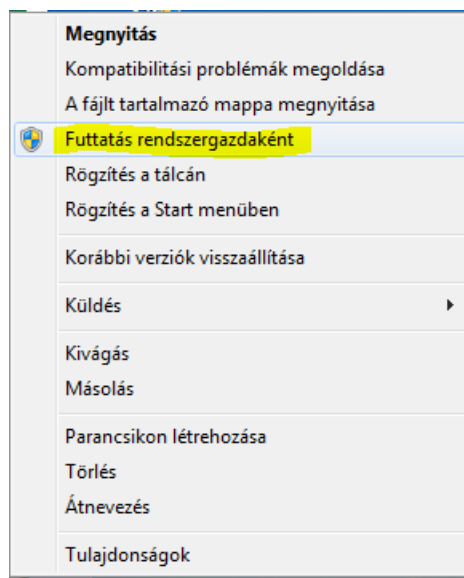 Megnyitás
Kompatibilitási problémák megoldása
A fájlt tartalmazó mappa megnyitása
Futtatás rendszergazdaként
Rögzítés a tálcán
Rögzítés a Start menüben
Korábbi verziók visszaállítása
Küldés
Kivágás
Másolás
Parancsikon létrehozása
Törlés
Átnevezés
Tulajdonságok